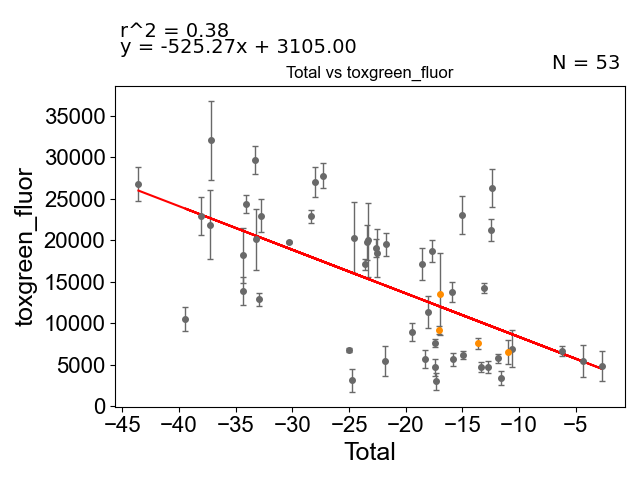 r^2 = 0.38
y = -525.27x + 3105.00
N = 53
Total vs toxgreen_fluor
35000
30000
25000
20000
15000
10000
5000
0
toxgreen_fluor
−45 −40 −35 −30 −25 −20 −15 −10 −5
Total